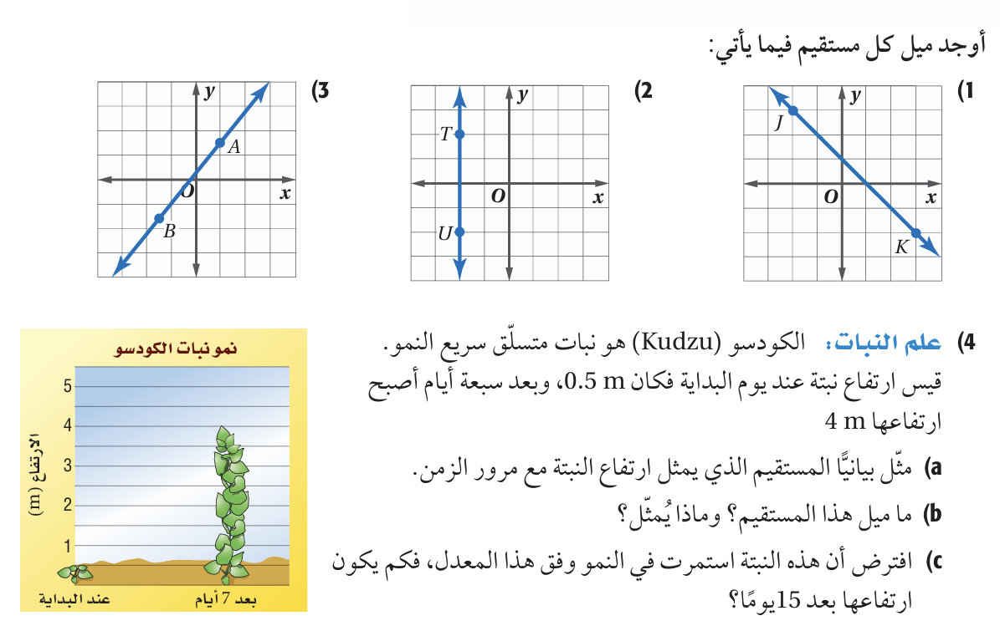 أوجد ميل كل مستقيم فيما يأتي:
(1
y
J
O
x
K
(2
y
T
O
x
U
(3
y
A
O
x
B
(4 علم النبات: الكودسو (Kudzu) هو نبات متسلّق سريع النمو.
قيس ارتفاع نبتة عند يوم البداية فكان 0.5 m، وبعد سبعة أيام أصبح
ارتفاعها 4 m
(a مثّل بيانيًّا المستقيم الذي يمثل ارتفاع النبتة مع مرور الزمن.
(b ما ميل هذا المستقيم؟ وماذا يُمثّل؟
(c افترض أن هذه النبتة استمرت في النمو وفق هذا المعدل، فكم يكون
ارتفاعها بعد 15يومًا؟
نمو نبات الكودسو
الارتفاع (m)
5
4
3
2
1
عند البداية
بعد 7 أيام